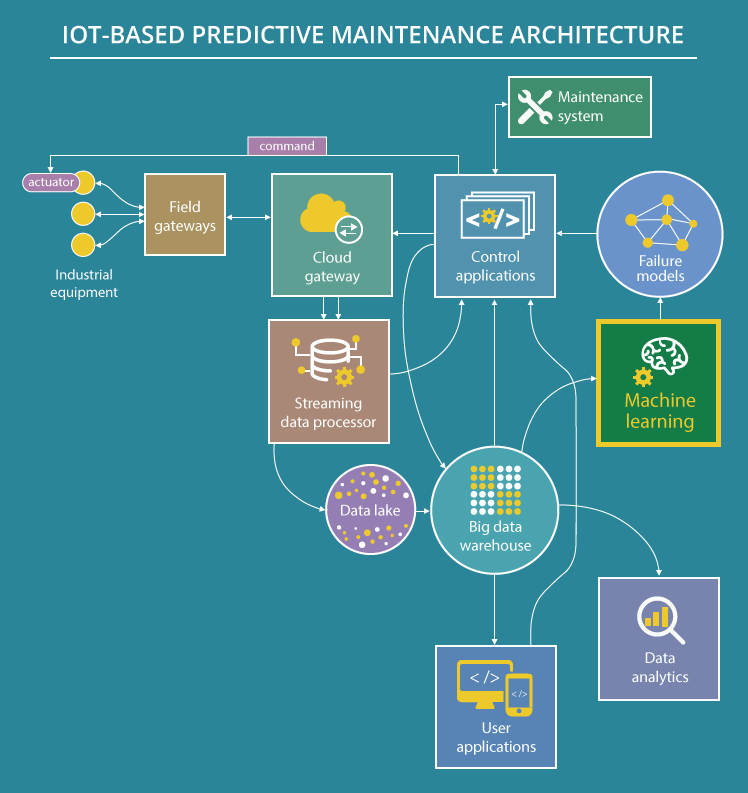 IOT-BASED PREDICTIVE MAINTENANCE ARCHITECTURE
Maintenance
system
command
actuator
Field
gateways
Cloud
gateway
</>
Control
applications
Failure
models
Industrial
equipment
Streaming
data processor
Machine
learning
Data lake
Big data
warehouse
Data
analytics
</>
</>
User
applications